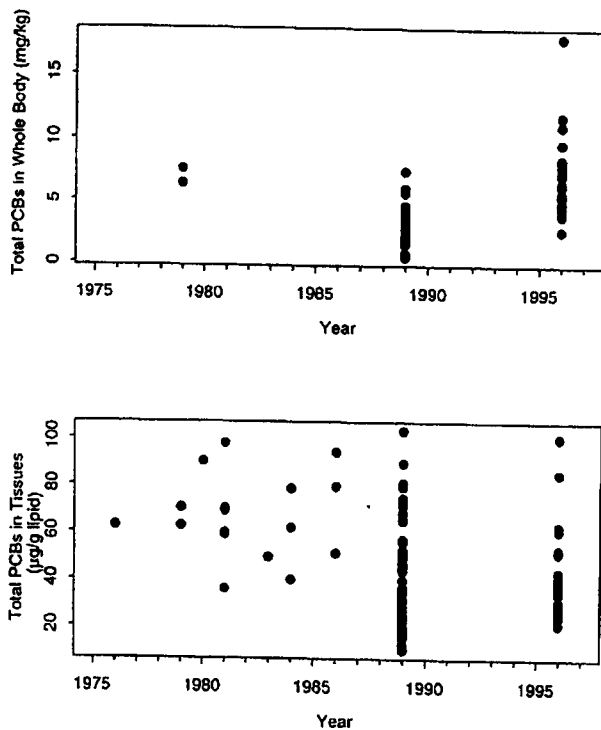 Total PCBs in Whole Body (mg/kg)
15
10
5
0
1975 1980 1985 1990 1995
Year
Total PCBs in Tissues
(µg/g lipid)
100
80
60
40
20
1975 1980 1985 1990 1995
Year